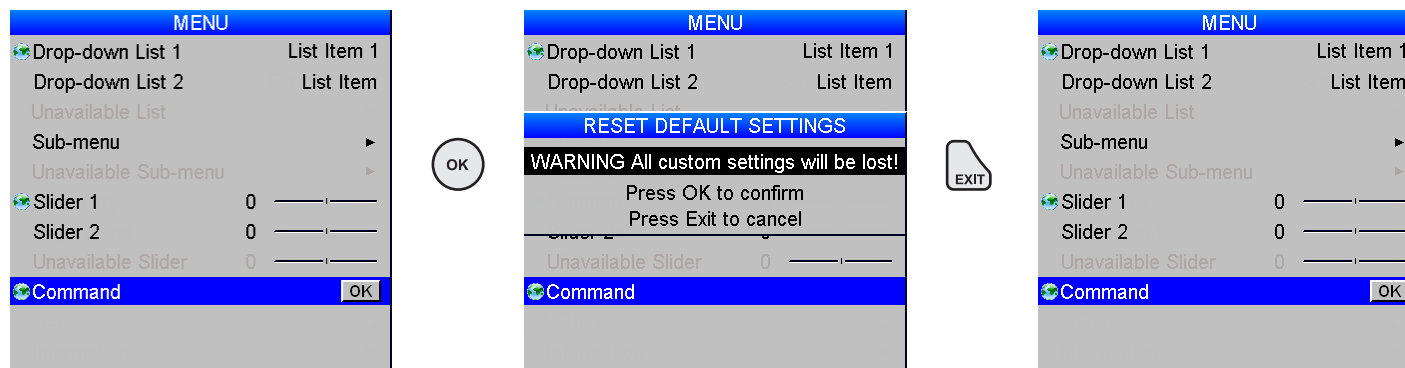 MENU
Drop-down List 1 List Item 1
Drop-down List 2 List Item
Unavailable List
Sub-menu
Unavailable Sub-menu
Slider 1 0
Slider 2 0
Unavailable Slider 0
Command OK
OK
MENU
Drop-down List 1 List Item 1
Drop-down List 2 List Item
Unavailable List
RESET DEFAULT SETTINGS
WARNING All custom settings will be lost!
Press OK to confirm
Press Exit to cancel
Slider 2 0
Unavailable Slider 0
Command
EXIT
MENU
Drop-down List 1 List Item 1
Drop-down List 2 List Item
Unavailable List
Sub-menu
Unavailable Sub-menu
Slider 1 0
Slider 2 0
Unavailable Slider 0
Command OK